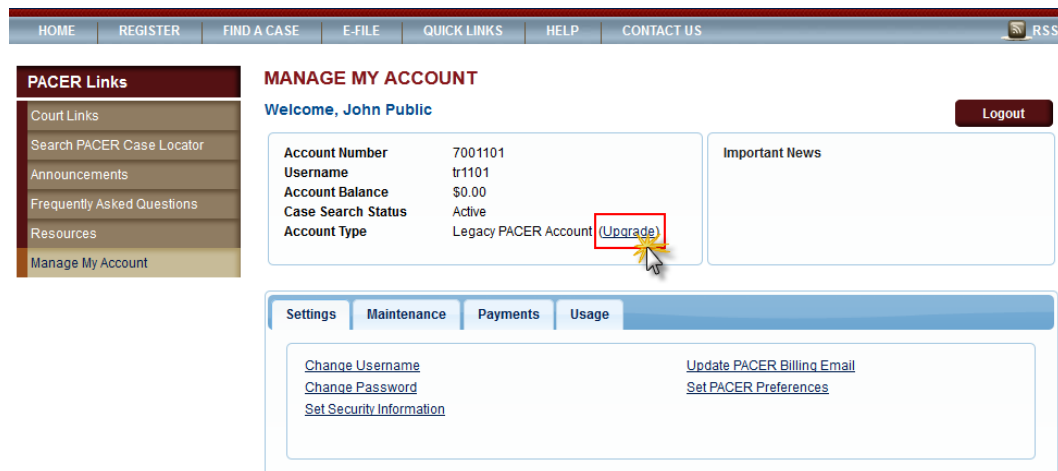 HOME REGISTER FIND A CASE E-FILE QUICK LINKS HELP CONTACT US RSS
PACER Links
Court Links
Search PACER Case Locator
Announcements
Frequently Asked Questions
Resources
Manage My Account
MANAGE MY ACCOUNT
Welcome, John Public
Logout
Account Number 7001101
Username tr1101
Account Balance $0.00
Case Search Status Active
Account Type Legacy PACER Account (Upgrade)
Important News
Settings Maintenance Payments Usage
Change Username
Change Password
Set Security Information
Update PACER Billing Email
Set PACER Preferences